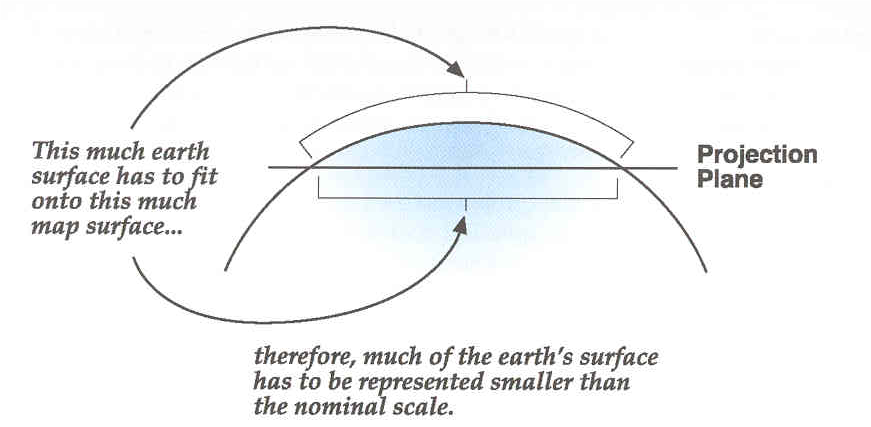 This much earth
surface has to fit
onto this much
map surface...
Projection
Plane
therefore, much of the earth's surface
has to be represented smaller than
the nominal scale.